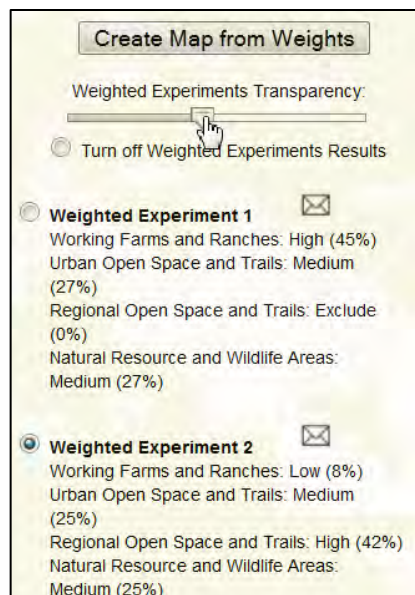 Create Map from Weights
Weighted Experiments Transparency:
Turn off Weighted Experiments Results
Weighted Experiment 1
Working Farms and Ranches: High (45%)
Urban Open Space and Trails: Medium
(27%)
Regional Open Space and Trails: Exclude
(0%)
Natural Resource and Wildlife Areas:
Medium (27%)
Weighted Experiment 2
Working Farms and Ranches: Low (8%)
Urban Open Space and Trails: Medium
(25%)
Regional Open Space and Trails: High (42%)
Natural Resource and Wildlife Areas:
Medium (25%)